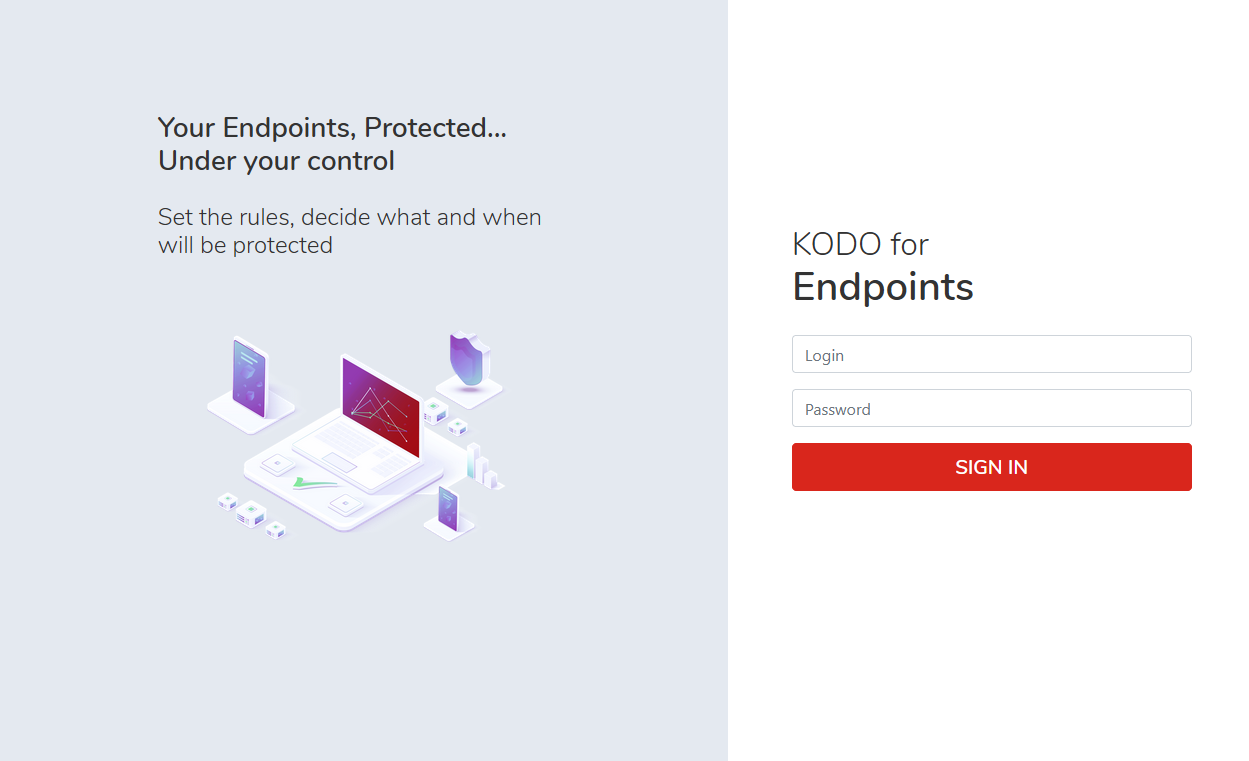 Your Endpoints, Protected...
Under your control
Set the rules, decide what and when
will be protected
KODO for
Endpoints
Login
Password
SIGN IN